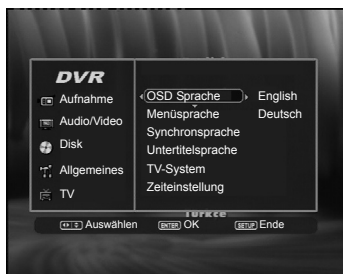 DVR
Aufnahme
Audio/Video
Disk
Allgemeines
TV
OSD Sprache English
Menüsprache Deutsch
Synchronsprache
Untertitelsprache
TV-System
Zeiteinstellung
Türkçe
Auswählen ENTER OK SETUP Ende